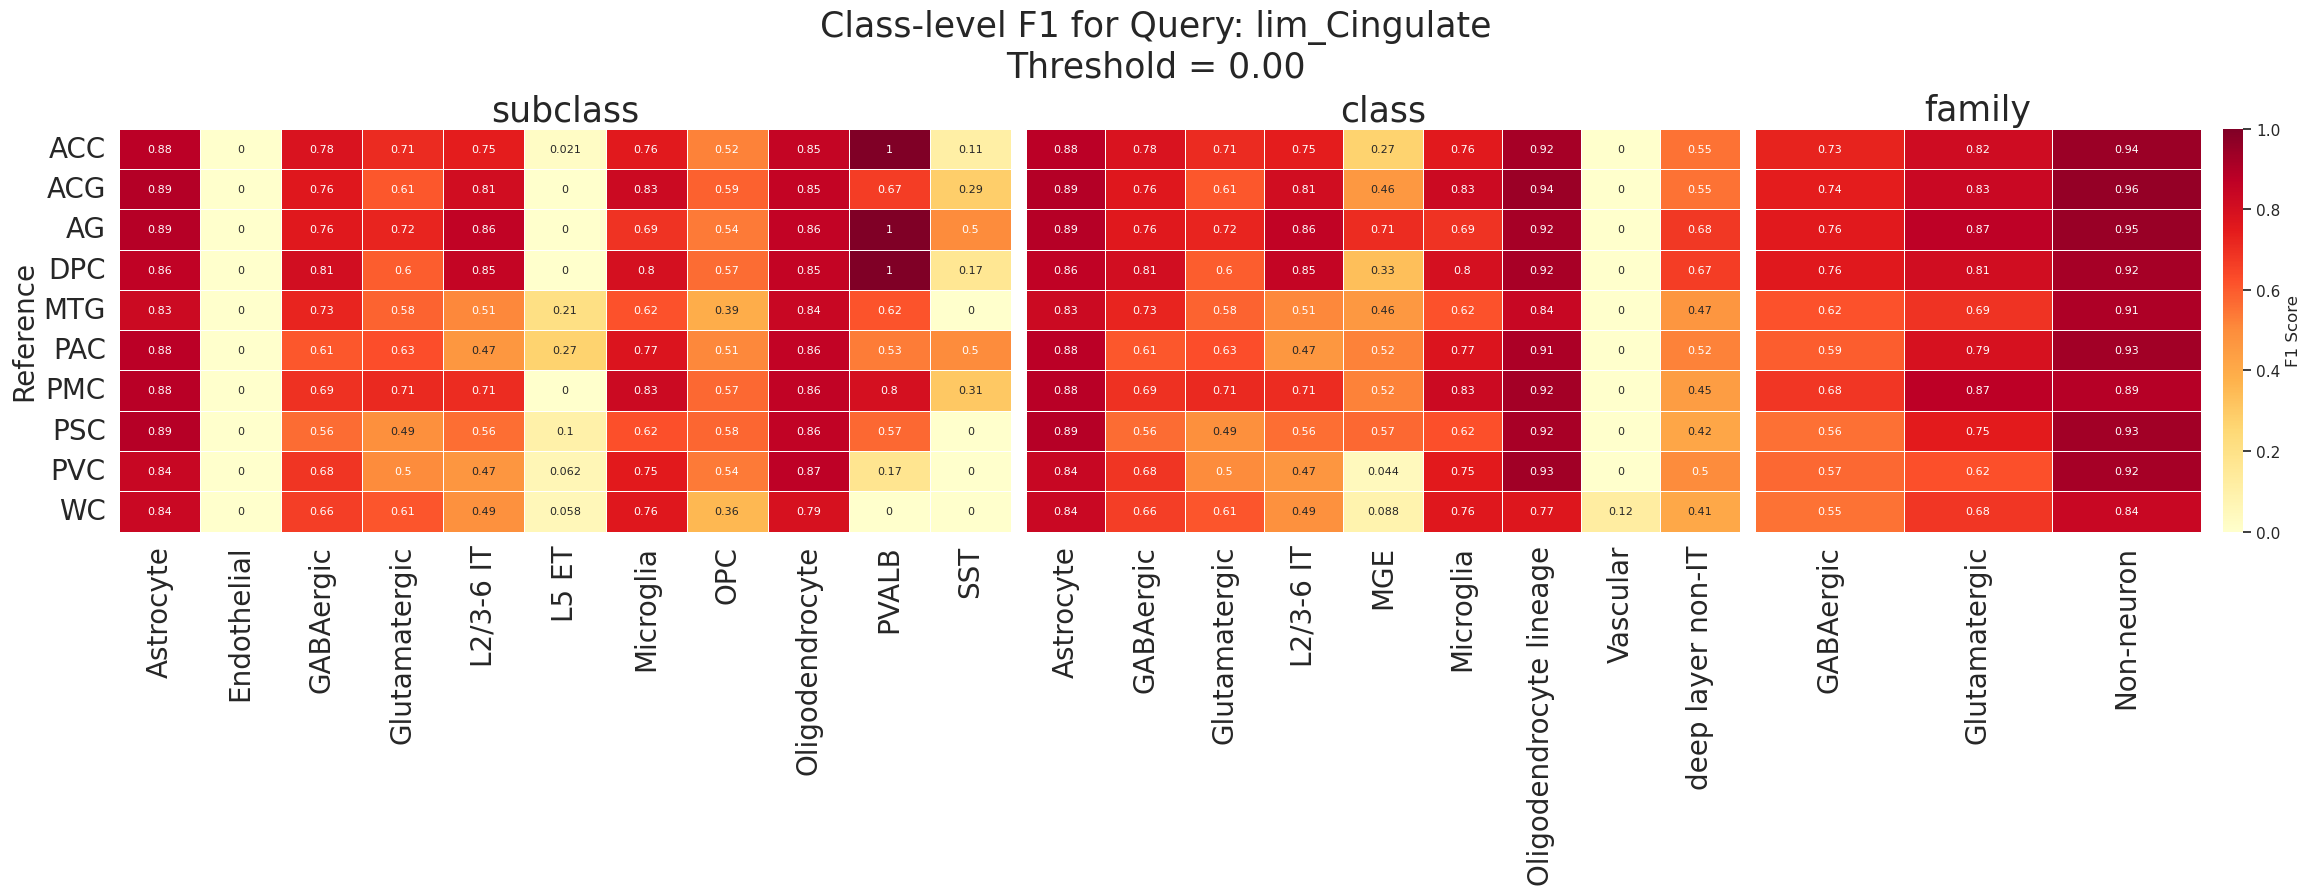 Class-level F1 for Query: lim_Cingulate
Threshold = 0.00
subclass class family
Reference
ACC 0.88 0 0.78 0.71 0.75 0.021 0.76 0.52 0.85 1 0.11 0.88 0.78 0.71 0.75 0.27 0.76 0.92 0 0.55 0.73 0.82 0.94
ACG 0.89 0 0.76 0.61 0.81 0 0.83 0.59 0.85 0.67 0.29 0.89 0.76 0.61 0.81 0.46 0.83 0.94 0 0.55 0.74 0.83 0.96
AG 0.89 0 0.76 0.72 0.86 0 0.69 0.54 0.86 1 0.5 0.89 0.76 0.72 0.86 0.71 0.69 0.92 0 0.68 0.76 0.87 0.95
DPC 0.86 0 0.81 0.6 0.85 0 0.8 0.57 0.85 1 0.17 0.86 0.81 0.6 0.85 0.33 0.8 0.92 0 0.67 0.76 0.81 0.92
MTG 0.83 0 0.73 0.58 0.51 0.21 0.62 0.39 0.84 0.62 0 0.83 0.73 0.58 0.51 0.46 0.62 0.84 0 0.47 0.62 0.69 0.91
PAC 0.88 0 0.61 0.63 0.47 0.27 0.77 0.51 0.86 0.53 0.5 0.88 0.61 0.63 0.47 0.52 0.77 0.91 0 0.52 0.59 0.79 0.93
PMC 0.88 0 0.69 0.71 0.71 0 0.83 0.57 0.86 0.8 0.31 0.88 0.69 0.71 0.71 0.52 0.83 0.92 0 0.45 0.68 0.87 0.89
PSC 0.89 0 0.56 0.49 0.56 0.1 0.62 0.58 0.86 0.57 0 0.89 0.56 0.49 0.56 0.57 0.62 0.92 0 0.42 0.56 0.75 0.93
PVC 0.84 0 0.68 0.5 0.47 0.062 0.75 0.54 0.87 0.17 0 0.84 0.68 0.5 0.47 0.044 0.75 0.93 0 0.5 0.57 0.62 0.92
WC 0.84 0 0.66 0.61 0.49 0.058 0.76 0.36 0.79 0 0 0.84 0.66 0.61 0.49 0.088 0.76 0.77 0.12 0.41 0.55 0.68 0.84
Astrocyte
Endothelial
GABAergic
Glutamatergic
L2/3-6 IT
L5 ET
Microglia
OPC
Oligodendrocyte
PVALB
SST
Astrocyte
GABAergic
Glutamatergic
L2/3-6 IT
MGE
Microglia
Oligodendrocyte lineage
Vascular
deep layer non-IT
GABAergic
Glutamatergic
Non-neuron
1.0
0.8
0.6
0.4
0.2
0.0
F1 Score